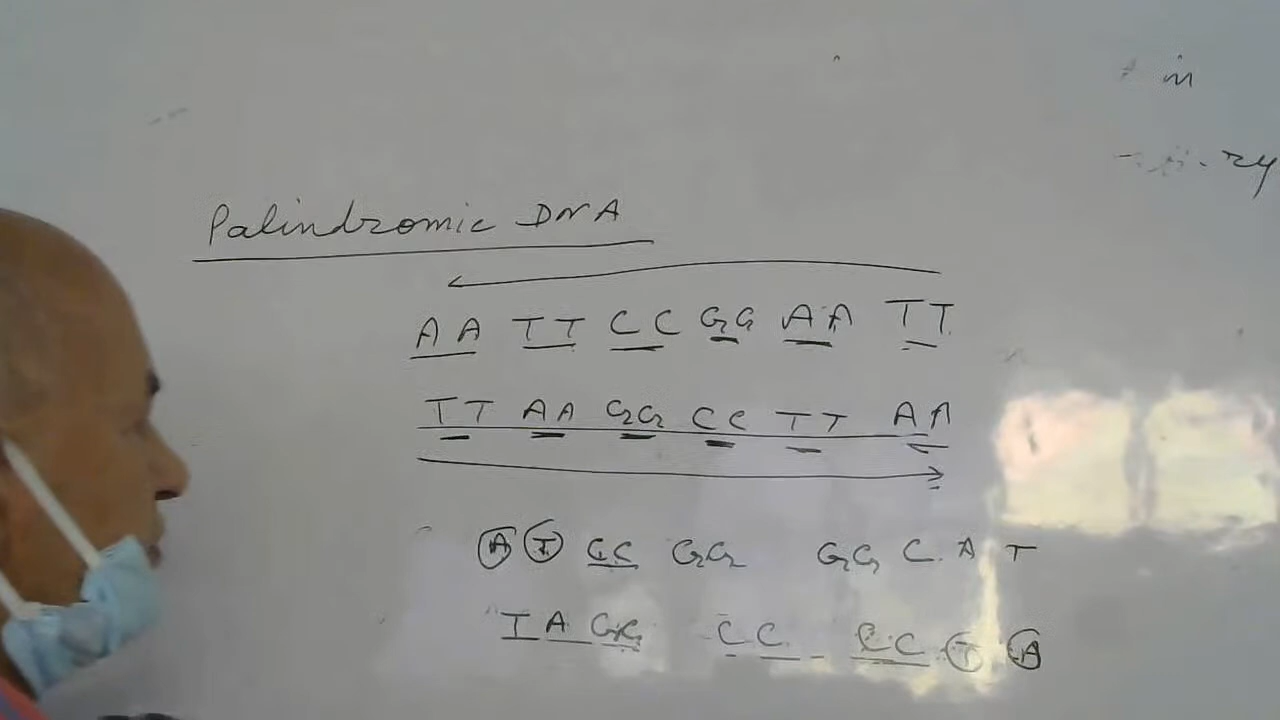 in
Palindromic DNA
AA TT CC GG AA TT
TT AA GG CC TT AA
A T CC GG GG C A T
T A GG CC CC T A